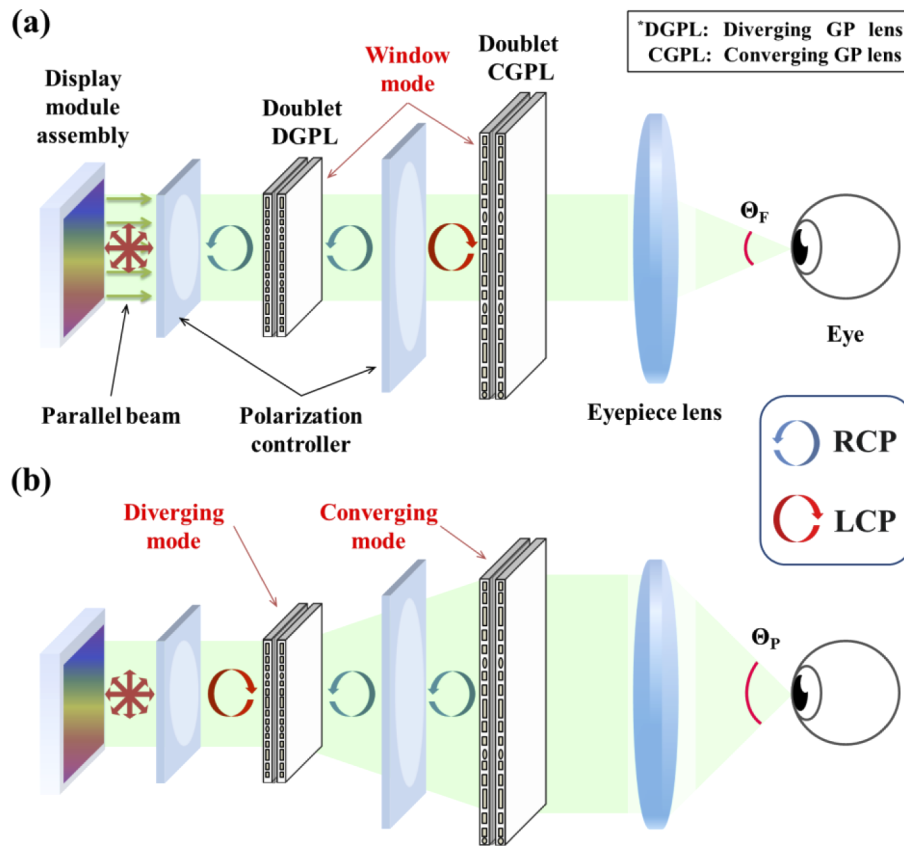 (a)
*DGPL: Diverging GP lens
CGPL: Converging GP lens
Display
module
assembly
Doublet
DGPL
Window
mode
Doublet
CGPL
ΘF
Eye
Parallel beam
Polarization
controller
Eyepiece lens
RCP
LCP
(b)
Diverging
mode
Converging
mode
ΘP